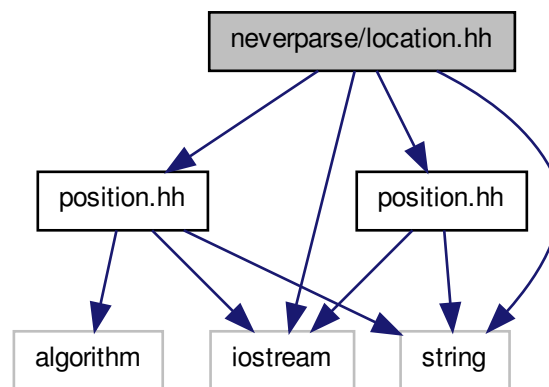 neverparse/location.hh
position.hh
position.hh
algorithm
iostream
string